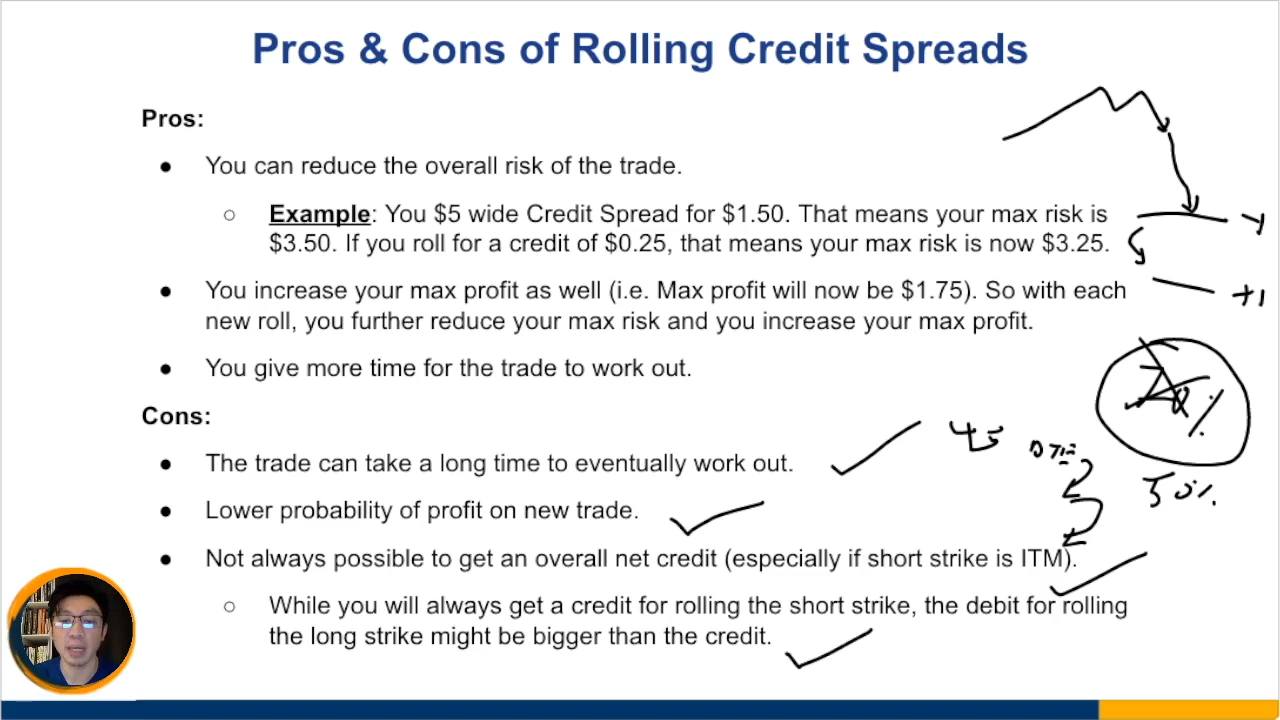 Pros & Cons of Rolling Credit Spreads
Pros:
● You can reduce the overall risk of the trade.
○ Example: You $5 wide Credit Spread for $1.50. That means your max risk is
$3.50. If you roll for a credit of $0.25, that means your max risk is now $3.25.
● You increase your max profit as well (i.e. Max profit will now be $1.75). So with each
new roll, you further reduce your max risk and you increase your max profit.
● You give more time for the trade to work out.
Cons:
● The trade can take a long time to eventually work out.
● Lower probability of profit on new trade.
● Not always possible to get an overall net credit (especially if short strike is ITM).
○ While you will always get a credit for rolling the short strike, the debit for rolling
the long strike might be bigger than the credit.
-1
+1
45 DTE
50%